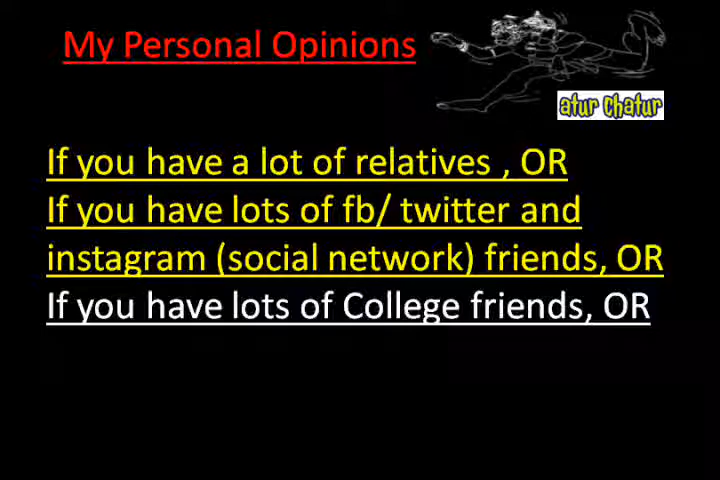 My Personal Opinions
atur chatur
If you have a lot of relatives , OR
If you have lots of fb/ twitter and
instagram (social network) friends, OR
If you have lots of College friends, OR